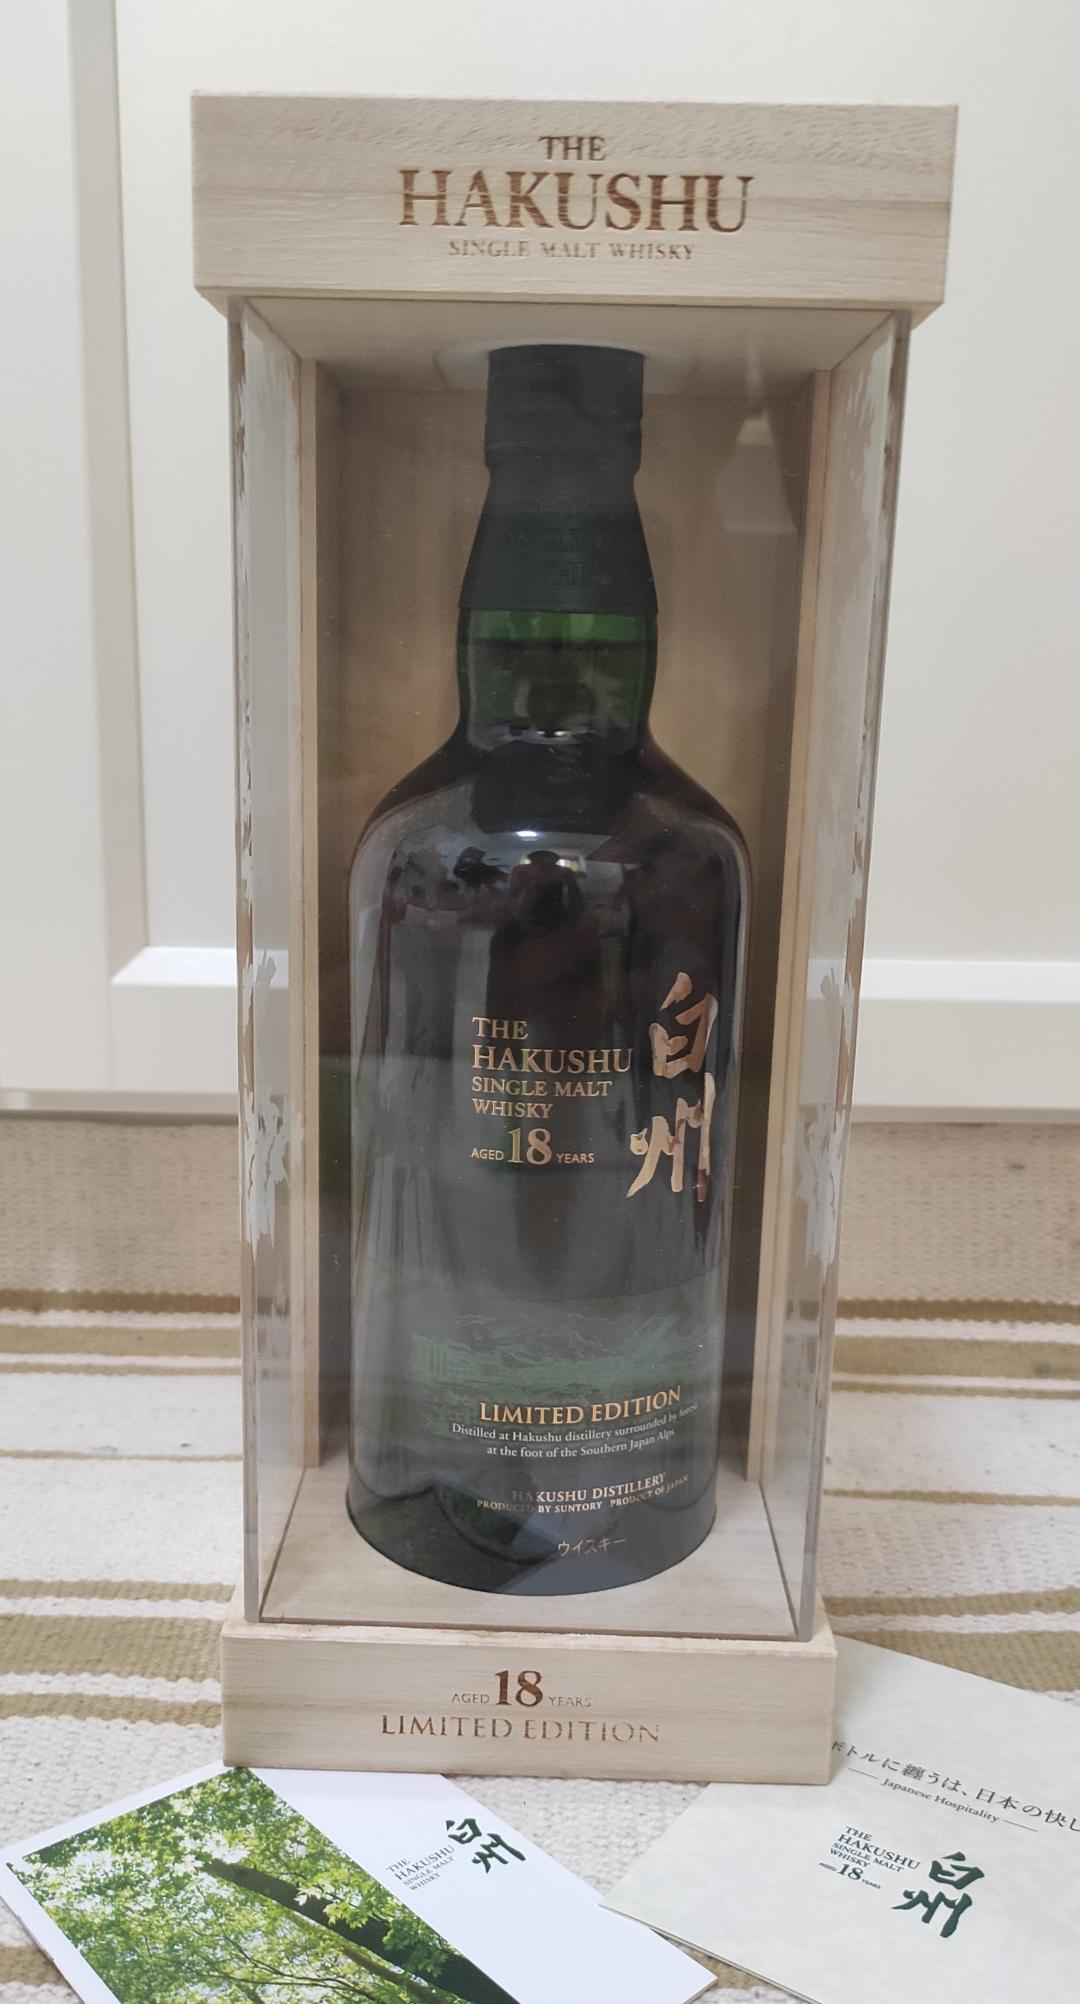 THE
HAKUSHU
SINGLE MALT WHISKY
THE
HAKUSHU
SINGLE MALT
WHISKY
AGED 18 YEARS
白州
LIMITED EDITION
Distilled at Hakushu distillery surrounded by forest
at the foot of the Southern Japan Alps
HAKUSHU DISTILLERY
PRODUCED BY SUNTORY PRODUCT OF JAPAN
ウイスキー
AGED 18 YEARS
LIMITED EDITION
THE
HAKUSHU
SINGLE MALT
WHISKY
白州
ボトルに纏うは、日本の快し
Japanese Hospitality
THE
HAKUSHU
SINGLE MALT
WHISKY
AGED 18 YEARS
白州